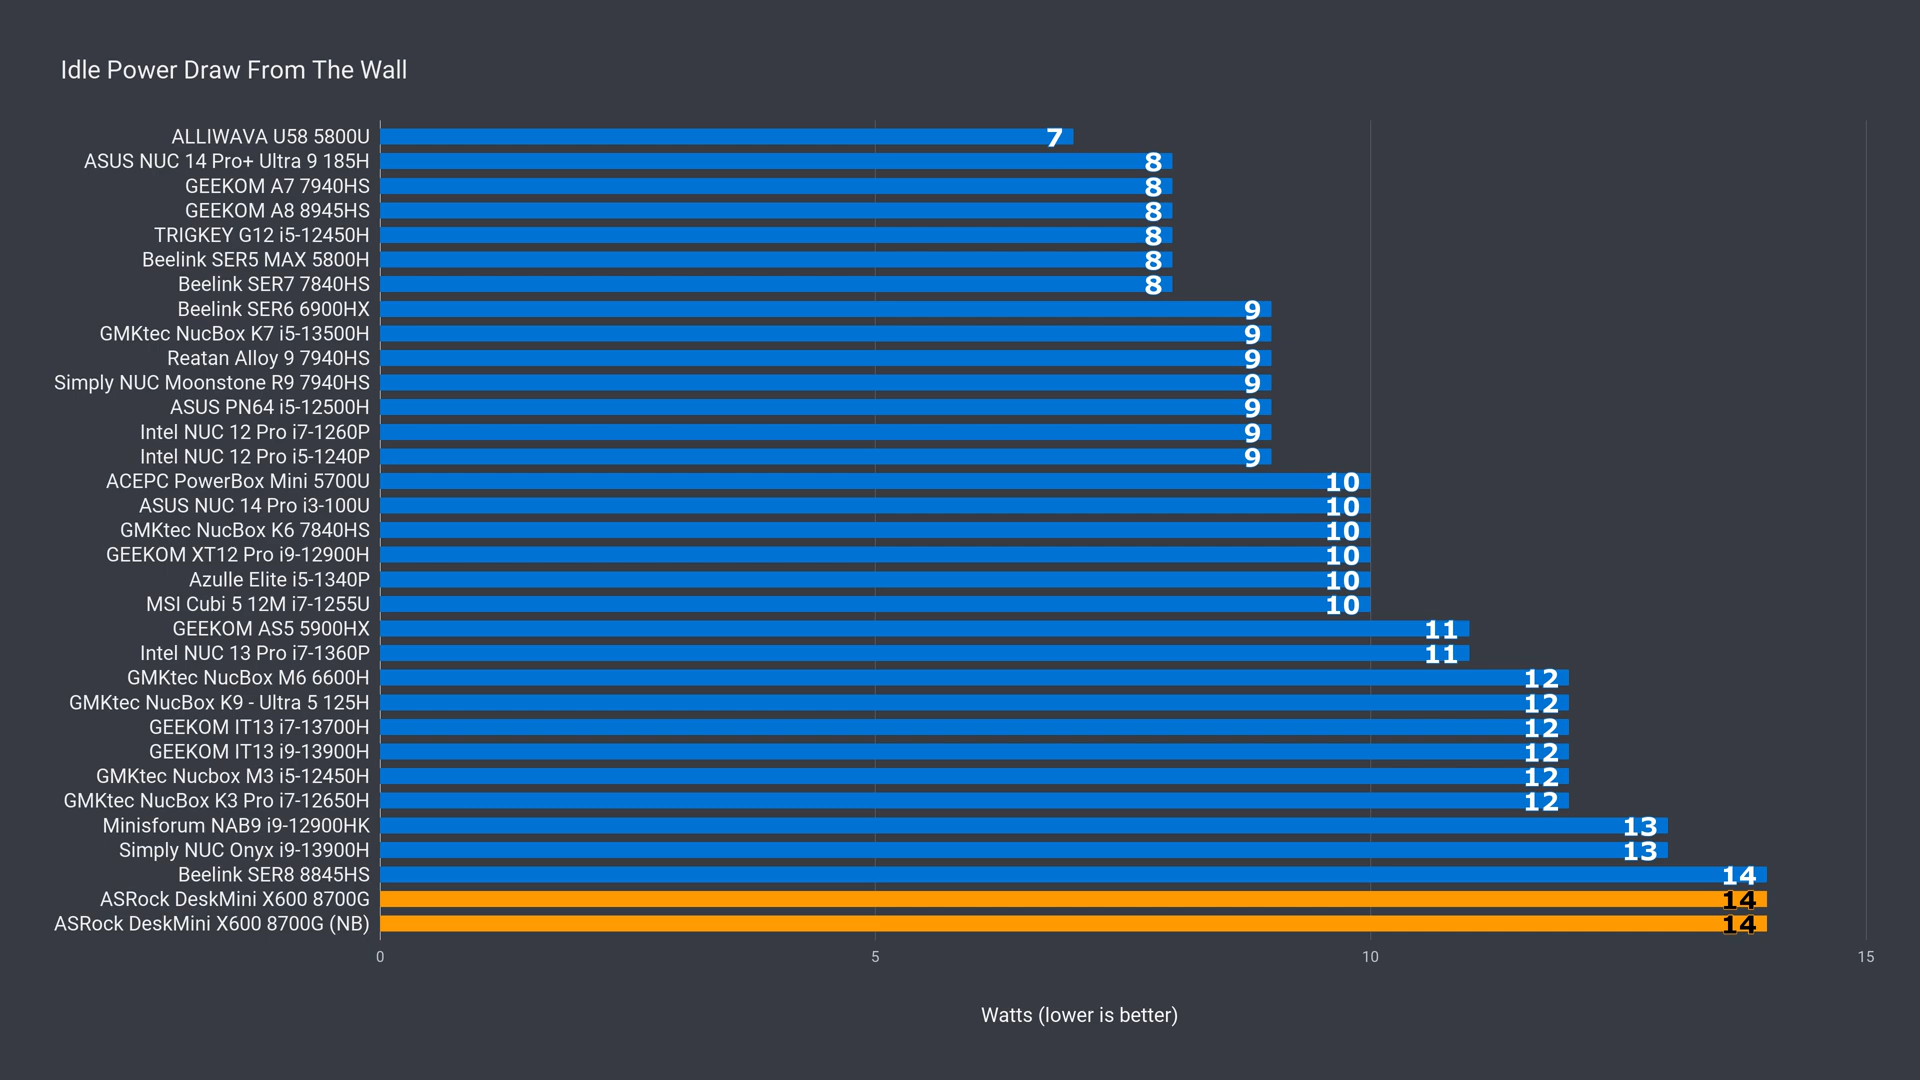 Idle Power Draw From The Wall
ALLIWAVA U58 5800U 7
ASUS NUC 14 Pro+ Ultra 9 185H 8
GEEKOM A7 7940HS 8
GEEKOM A8 8945HS 8
TRIGKEY G12 i5-12450H 8
Beelink SER5 MAX 5800H 8
Beelink SER7 7840HS 8
Beelink SER6 6900HX 9
GMKtec NucBox K7 i5-13500H 9
Reatan Alloy 9 7940HS 9
Simply NUC Moonstone R9 7940HS 9
ASUS PN64 i5-12500H 9
Intel NUC 12 Pro i7-1260P 9
Intel NUC 12 Pro i5-1240P 9
ACEPC PowerBox Mini 5700U 10
ASUS NUC 14 Pro i3-100U 10
GMKtec NucBox K6 7840HS 10
GEEKOM XT12 Pro i9-12900H 10
Azulle Elite i5-1340P 10
MSI Cubi 5 12M i7-1255U 10
GEEKOM AS5 5900HX 11
Intel NUC 13 Pro i7-1360P 11
GMKtec NucBox M6 6600H 12
GMKtec NucBox K9 - Ultra 5 125H 12
GEEKOM IT13 i7-13700H 12
GEEKOM IT13 i9-13900H 12
GMKtec Nucbox M3 i5-12450H 12
GMKtec NucBox K3 Pro i7-12650H 12
Minisforum NAB9 i9-12900HK 13
Simply NUC Onyx i9-13900H 13
Beelink SER8 8845HS 14
ASRock DeskMini X600 8700G 14
ASRock DeskMini X600 8700G (NB) 14
0 5 10 15
Watts (lower is better)